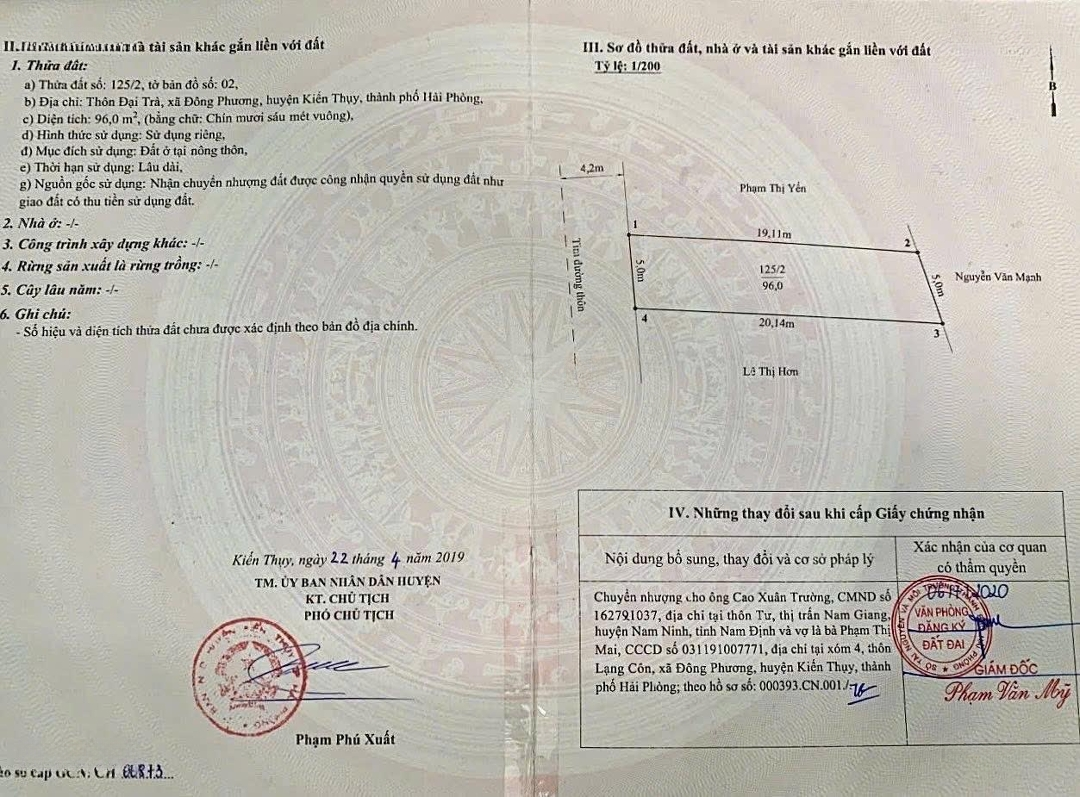 tài sản khác gắn liền với đất
1. Thửa đất:
a) Thửa đất số: 125/2, tờ bản đồ số: 02,
b) Địa chỉ: Thôn Đại Trà, xã Đông Phương, huyện Kiến Thụy, thành phố Hải Phòng,
c) Diện tích: 96,0 m², (bằng chữ: Chín mươi sáu mét vuông),
d) Hình thức sử dụng: Sử dụng riêng,
đ) Mục đích sử dụng: Đất ở tại nông thôn,
e) Thời hạn sử dụng: Lâu dài,
g) Nguồn gốc sử dụng: Nhận chuyển nhượng đất được công nhận quyền sử dụng đất như
giao đất có thu tiền sử dụng đất.
2. Nhà ở: -/-
3. Công trình xây dựng khác: -/-
4. Rừng sản xuất là rừng trồng: -/-
5. Cây lâu năm: -/-
6. Ghi chú:
- Số hiệu và diện tích thửa đất chưa được xác định theo bản đồ địa chính.
Kiến Thụy, ngày 22 tháng 4 năm 2019
TM. ỦY BAN NHÂN DÂN HUYỆN
KT. CHỦ TỊCH
PHÓ CHỦ TỊCH
Phạm Phú Xuất
III. Sơ đồ thửa đất, nhà ở và tài sản khác gắn liền với đất
Tỷ lệ: 1/200
B
4,2m
Phạm Thị Yến
1
19,11m
2
Tim đường thôn
5,0m
125/2
96,0
5,0m
Nguyễn Văn Mạnh
4
20,14m
3
Lê Thị Hơn
IV. Những thay đổi sau khi cấp Giấy chứng nhận
Nội dung bổ sung, thay đổi và cơ sở pháp lý
Xác nhận của cơ quan
có thẩm quyền
Chuyển nhượng cho ông Cao Xuân Trường, CMND số
162791037, địa chỉ tại thôn Tư, thị trấn Nam Giang,
huyện Nam Ninh, tỉnh Nam Định và vợ là bà Phạm Thị
Mai, CCCD số 031191007771, địa chỉ tại xóm 4, thôn
Lạng Côn, xã Đông Phương, huyện Kiến Thụy, thành
phố Hải Phòng; theo hồ sơ số: 000393.CN.001./.
VĂN PHÒNG
ĐĂNG KÝ
ĐẤT ĐAI
GIÁM ĐỐC
Phạm Văn Mỹ